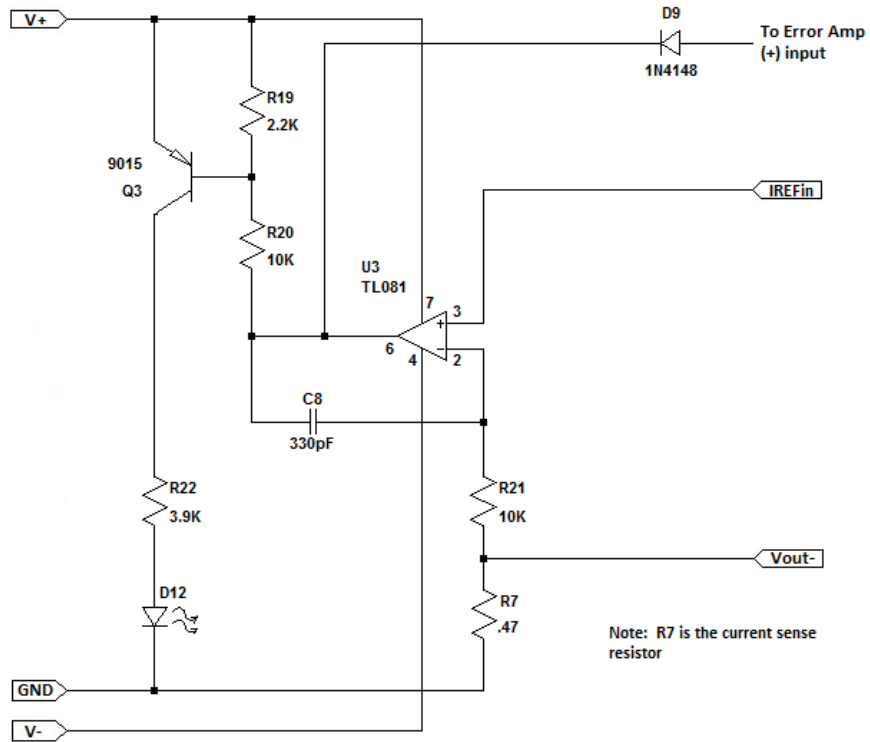 V+
D9
To Error Amp
(+) input
1N4148
R19
2.2K
9015
Q3
IREFin
R20
10K
U3
TL081
7
3
+
6
-
4
2
C8
330pF
R22
3.9K
R21
10K
Vout-
D12
R7
.47
Note: R7 is the current sense
resistor
GND
V-